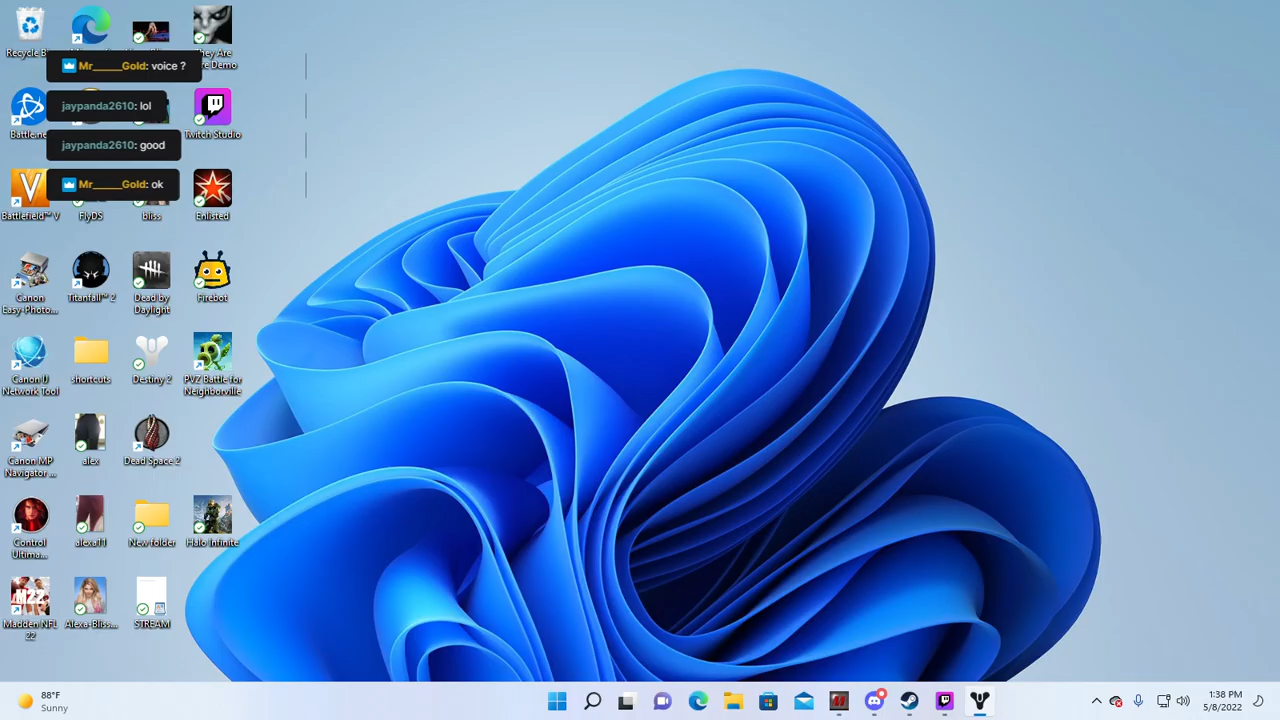 Recycle Bi
Mr_____Gold: voice ?
jaypanda2610: lol
jaypanda2610: good
Mr_____Gold: ok
hey Are
re Demo
Battle.ne
Twitch Studio
Battlefield™ V
FlyDS
bliss
Enlisted
Canon
Easy-Photo...
Titanfall™ 2
Dead by
Daylight
Firebot
Canon IJ
Network Tool
shortcuts
Destiny 2
PVZ Battle for
Neighborville
Canon MP
Navigator ...
alex
Dead Space 2
Control
Ultima...
alexa11
New folder
Halo Infinite
Madden NFL
22
Alexa-Bliss...
STREAM
88°F
Sunny
1:38 PM
5/8/2022